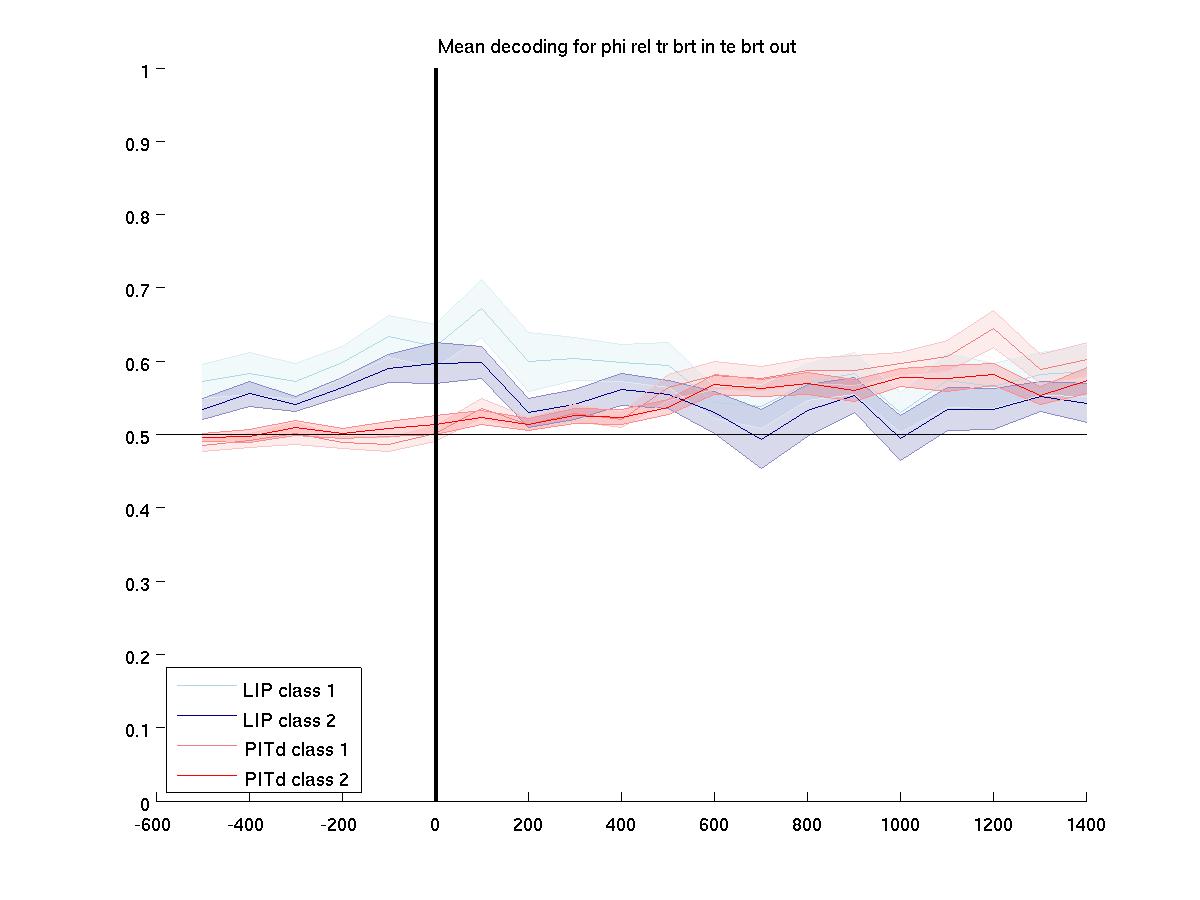 Mean decoding for phi rel tr brt in te brt out
1
0.9
0.8
0.7
0.6
0.5
0.4
0.3
0.2
0.1
0
LIP class 1
LIP class 2
PITd class 1
PITd class 2
-600 -400 -200 0 200 400 600 800 1000 1200 1400